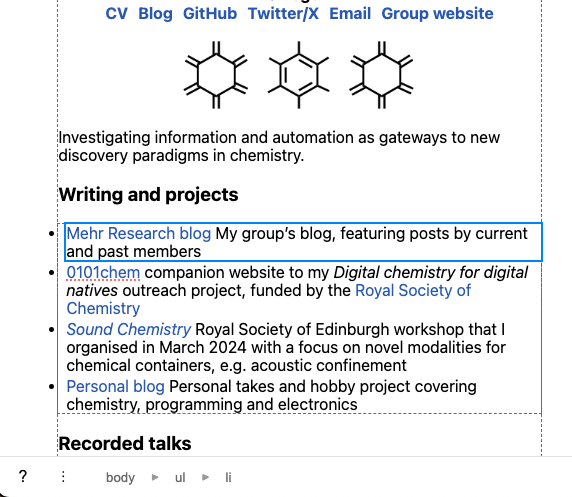 CV Blog GitHub Twitter/X Email Group website
Investigating information and automation as gateways to new
discovery paradigms in chemistry.
Writing and projects
• Mehr Research blog My group’s blog, featuring posts by current
and past members
• 0101chem companion website to my Digital chemistry for digital
natives outreach project, funded by the Royal Society of
Chemistry
• Sound Chemistry Royal Society of Edinburgh workshop that I
organised in March 2024 with a focus on novel modalities for
chemical containers, e.g. acoustic confinement
• Personal blog Personal takes and hobby project covering
chemistry, programming and electronics
Recorded talks
? ⋮ body ▸ ul ▸ li